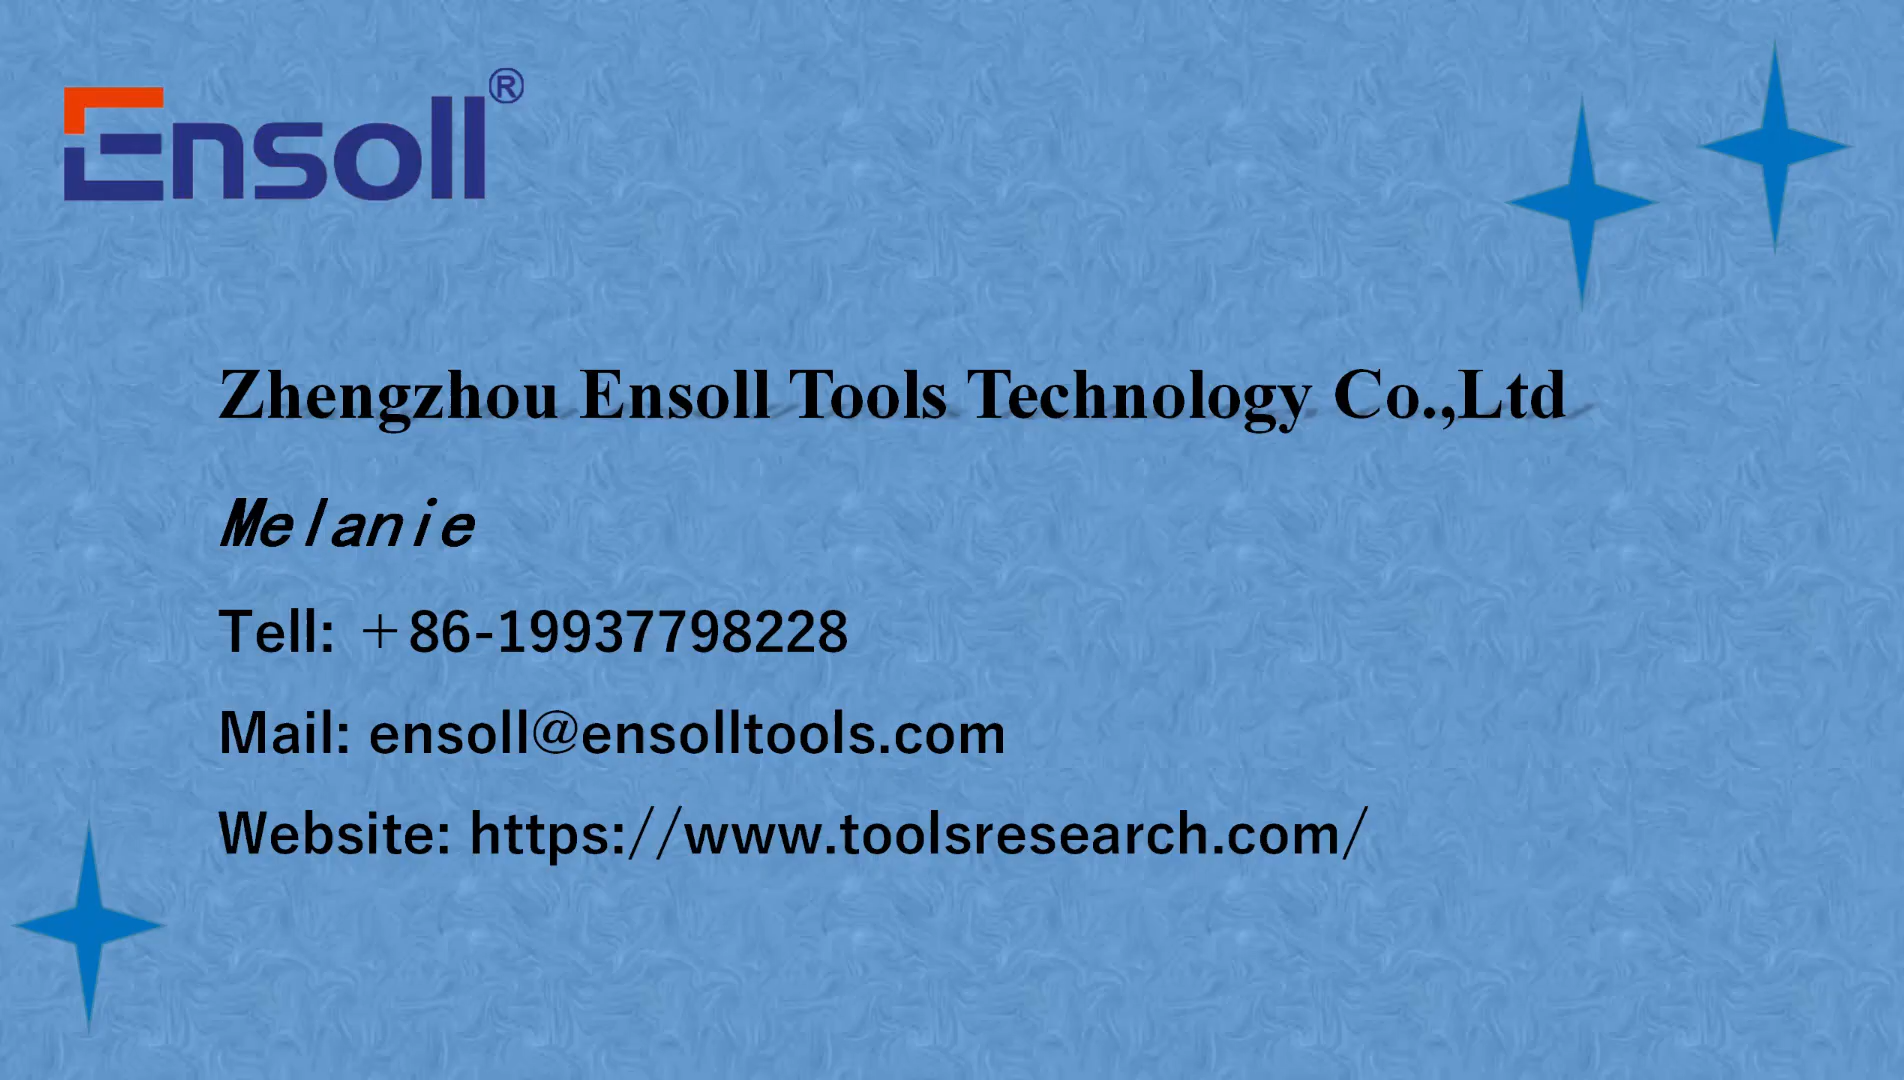 Ensoll®
Zhengzhou Ensoll Tools Technology Co.,Ltd
Melanie
Tell: +86-19937798228
Mail: ensoll@ensolltools.com
Website: https://www.toolsresearch.com/